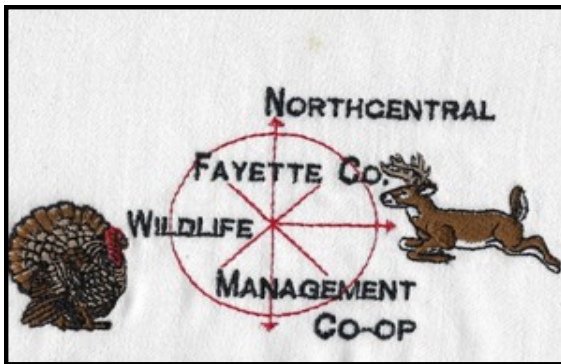 NORTHCENTRAL
FAYETTE CO.
WILDLIFE
MANAGEMENT
CO-OP